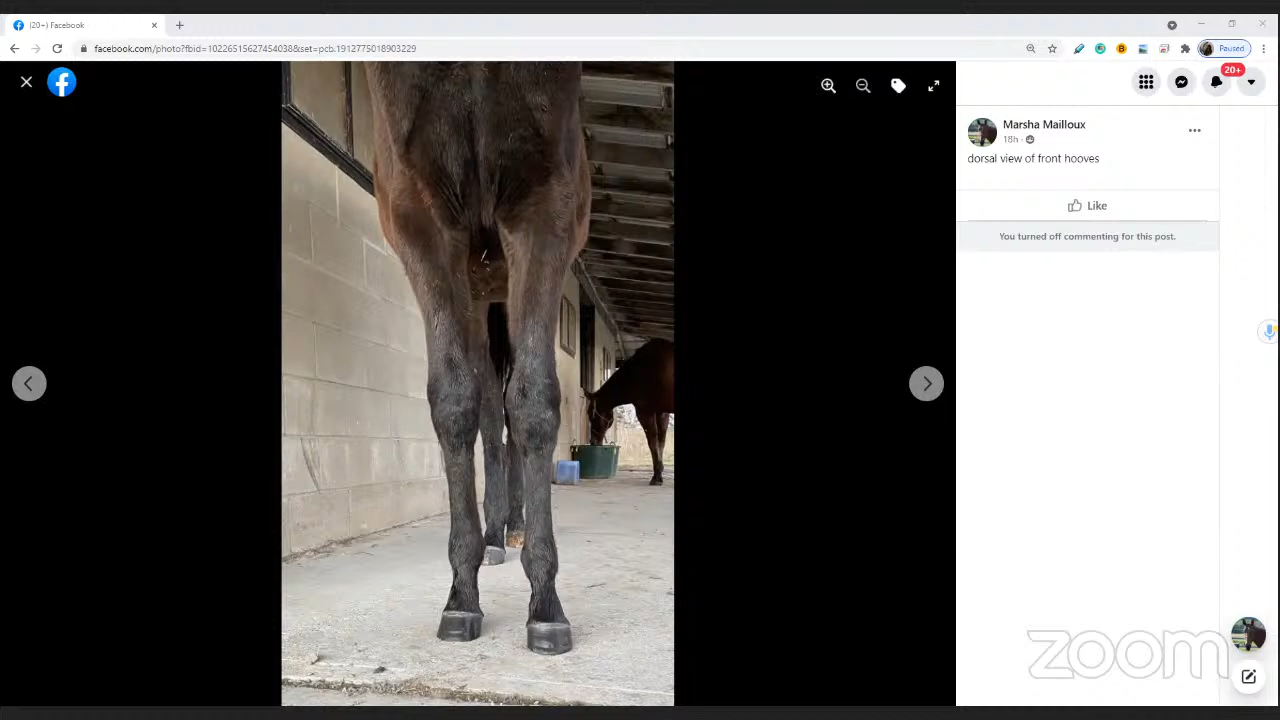 (20+) Facebook
facebook.com/photo?fbid=10226515627454038&set=pcb.1912775018903229
Paused
20+
Marsha Mailloux
18h
dorsal view of front hooves
Like
You turned off commenting for this post.
zoom